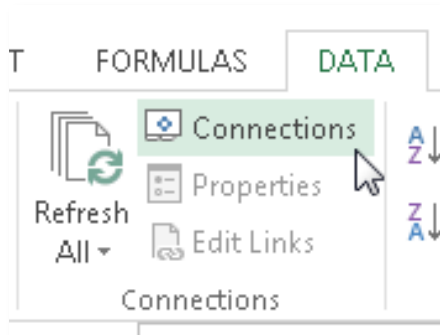 T FORMULAS DATA
Connections
Properties
Edit Links
Refresh
All
Connections
A
Z
Z
A